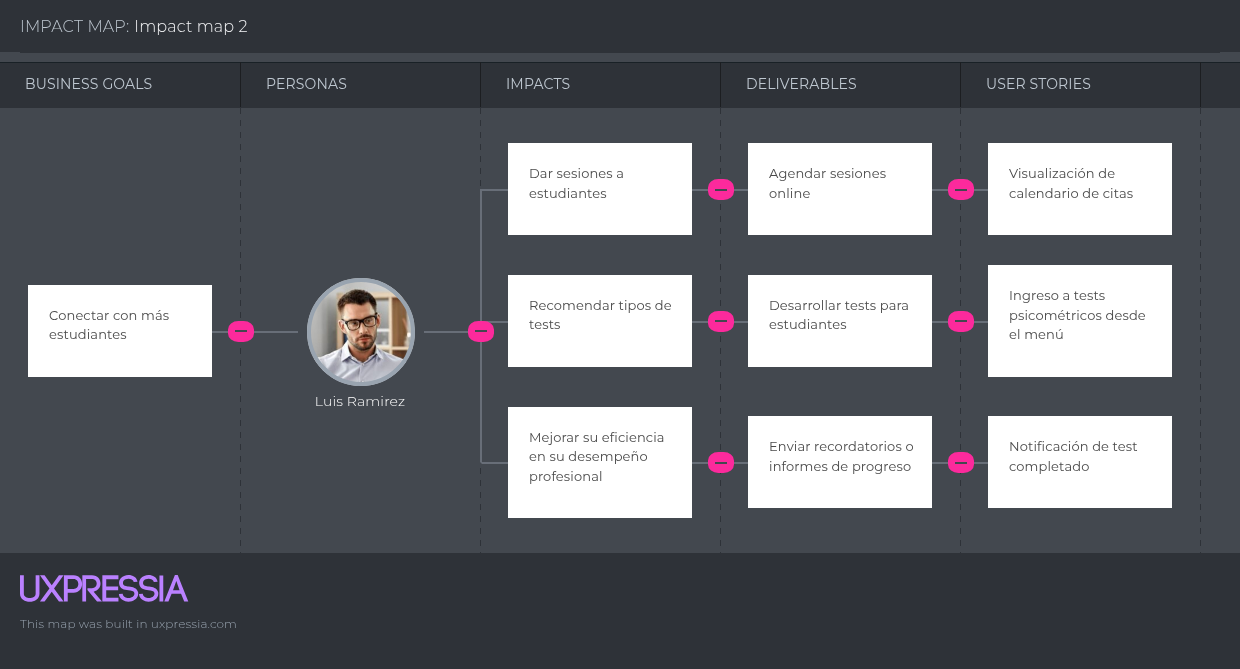 IMPACT MAP: Impact map 2
BUSINESS GOALS
PERSONAS
IMPACTS
DELIVERABLES
USER STORIES
Conectar con más
estudiantes
Luis Ramirez
Dar sesiones a
estudiantes
Agendar sesiones
online
Visualización de
calendario de citas
Recomendar tipos de
tests
Desarrollar tests para
estudiantes
Ingreso a tests
psicométricos desde
el menú
Mejorar su eficiencia
en su desempeño
profesional
Enviar recordatorios o
informes de progreso
Notificación de test
completado
UXPRESSIA
This map was built in uxpressia.com